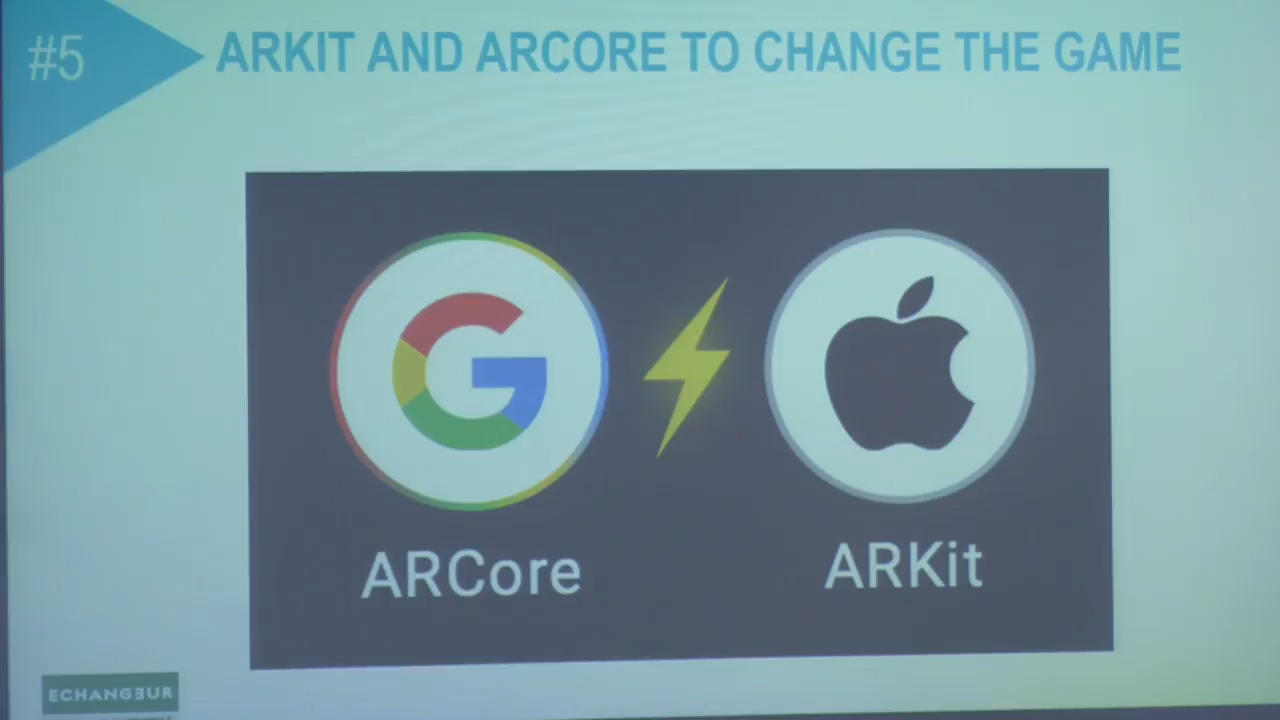 #5
ARKIT AND ARCORE TO CHANGE THE GAME
ARCore
ARKit
ECHANGEUR